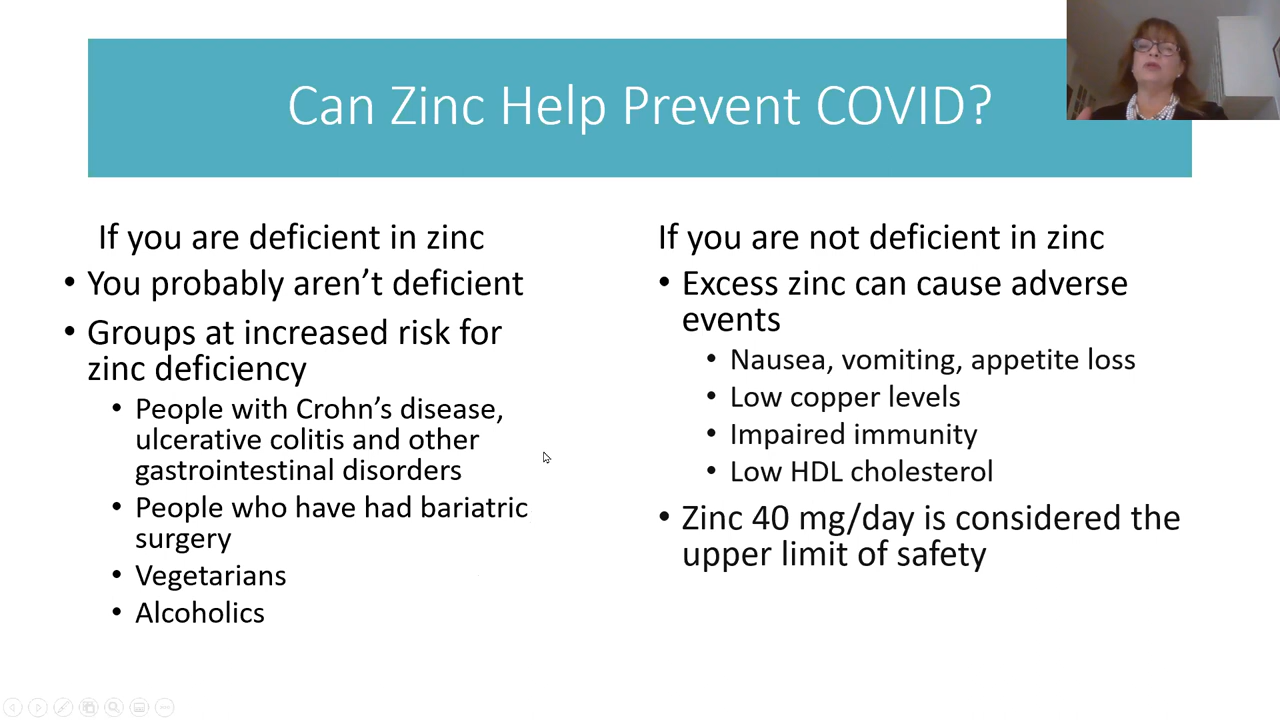 Can Zinc Help Prevent COVID?
If you are deficient in zinc
• You probably aren’t deficient
• Groups at increased risk for
zinc deficiency
• People with Crohn’s disease,
ulcerative colitis and other
gastrointestinal disorders
• People who have had bariatric
surgery
• Vegetarians
• Alcoholics
If you are not deficient in zinc
• Excess zinc can cause adverse
events
• Nausea, vomiting, appetite loss
• Low copper levels
• Impaired immunity
• Low HDL cholesterol
• Zinc 40 mg/day is considered the
upper limit of safety